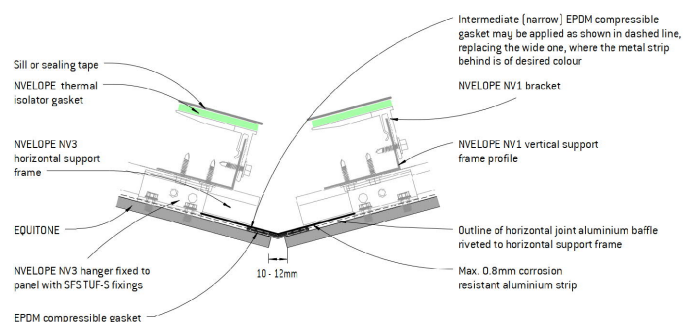 Intermediate (narrow) EPDM compressible
gasket may be applied as shown in dashed line,
replacing the wide one, where the metal strip
behind is of desired colour
Sill or sealing tape
NVELOPE thermal
isolator gasket
NVELOPE NV1 bracket
NVELOPE NV3
horizontal support
frame
NVELOPE NV1 vertical support
frame profile
EQUITONE
Outline of horizontal joint aluminium baffle
riveted to horizontal support frame
NVELOPE NV3 hanger fixed to
panel with SFS TUF-S fixings
10 - 12mm
Max. 0.8mm corrosion
resistant aluminium strip
EPDM compressible gasket